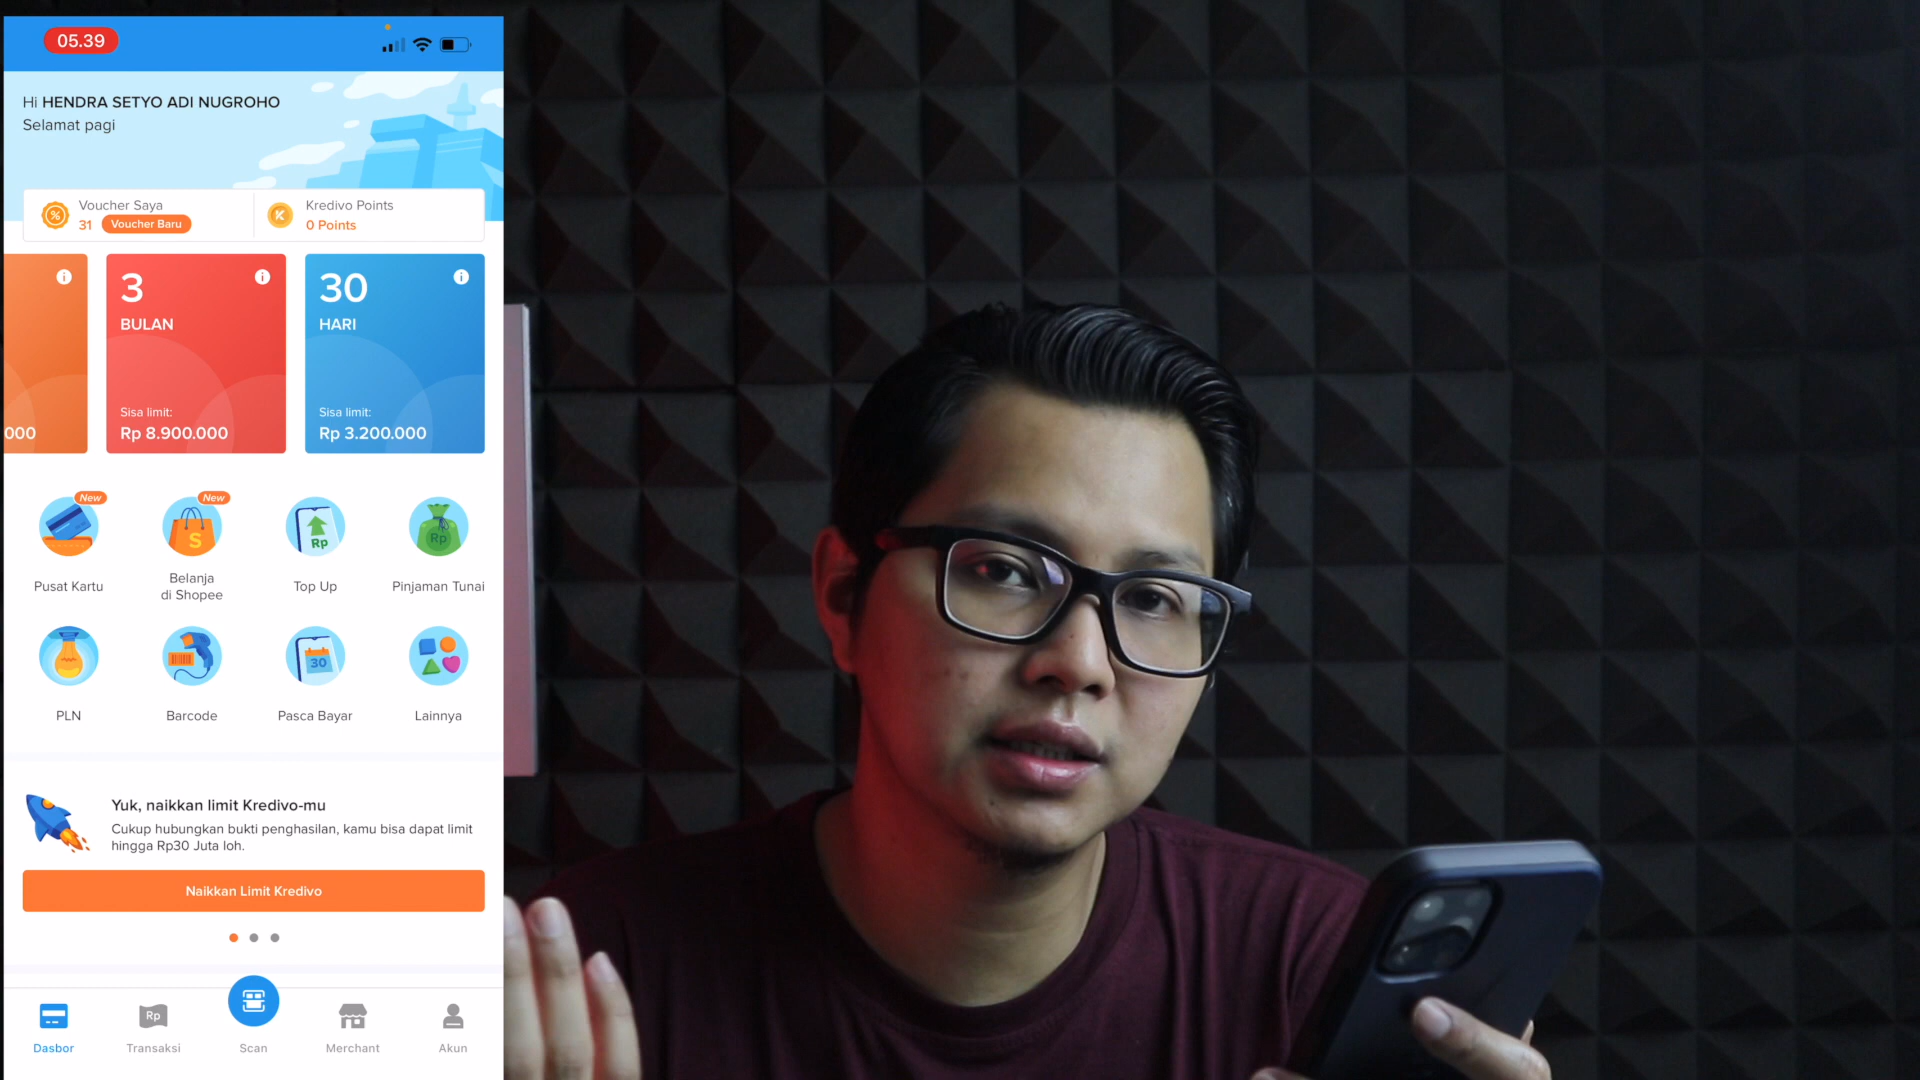 05.39
Hi HENDRA SETYO ADI NUGROHO
Selamat pagi
Voucher Saya
31 Voucher Baru
Kredivo Points
0 Points
000
3
BULAN
Sisa limit:
Rp 8.900.000
30
HARI
Sisa limit:
Rp 3.200.000
New
Pusat Kartu
New
S
Belanja
di Shopee
Rp
Top Up
Rp
Pinjaman Tunai
PLN
Barcode
30
Pasca Bayar
Lainnya
Yuk, naikkan limit Kredivo-mu
Cukup hubungkan bukti penghasilan, kamu bisa dapat limit
hingga Rp30 Juta loh.
Naikkan Limit Kredivo
Dasbor
Rp
Transaksi
Scan
Merchant
Akun